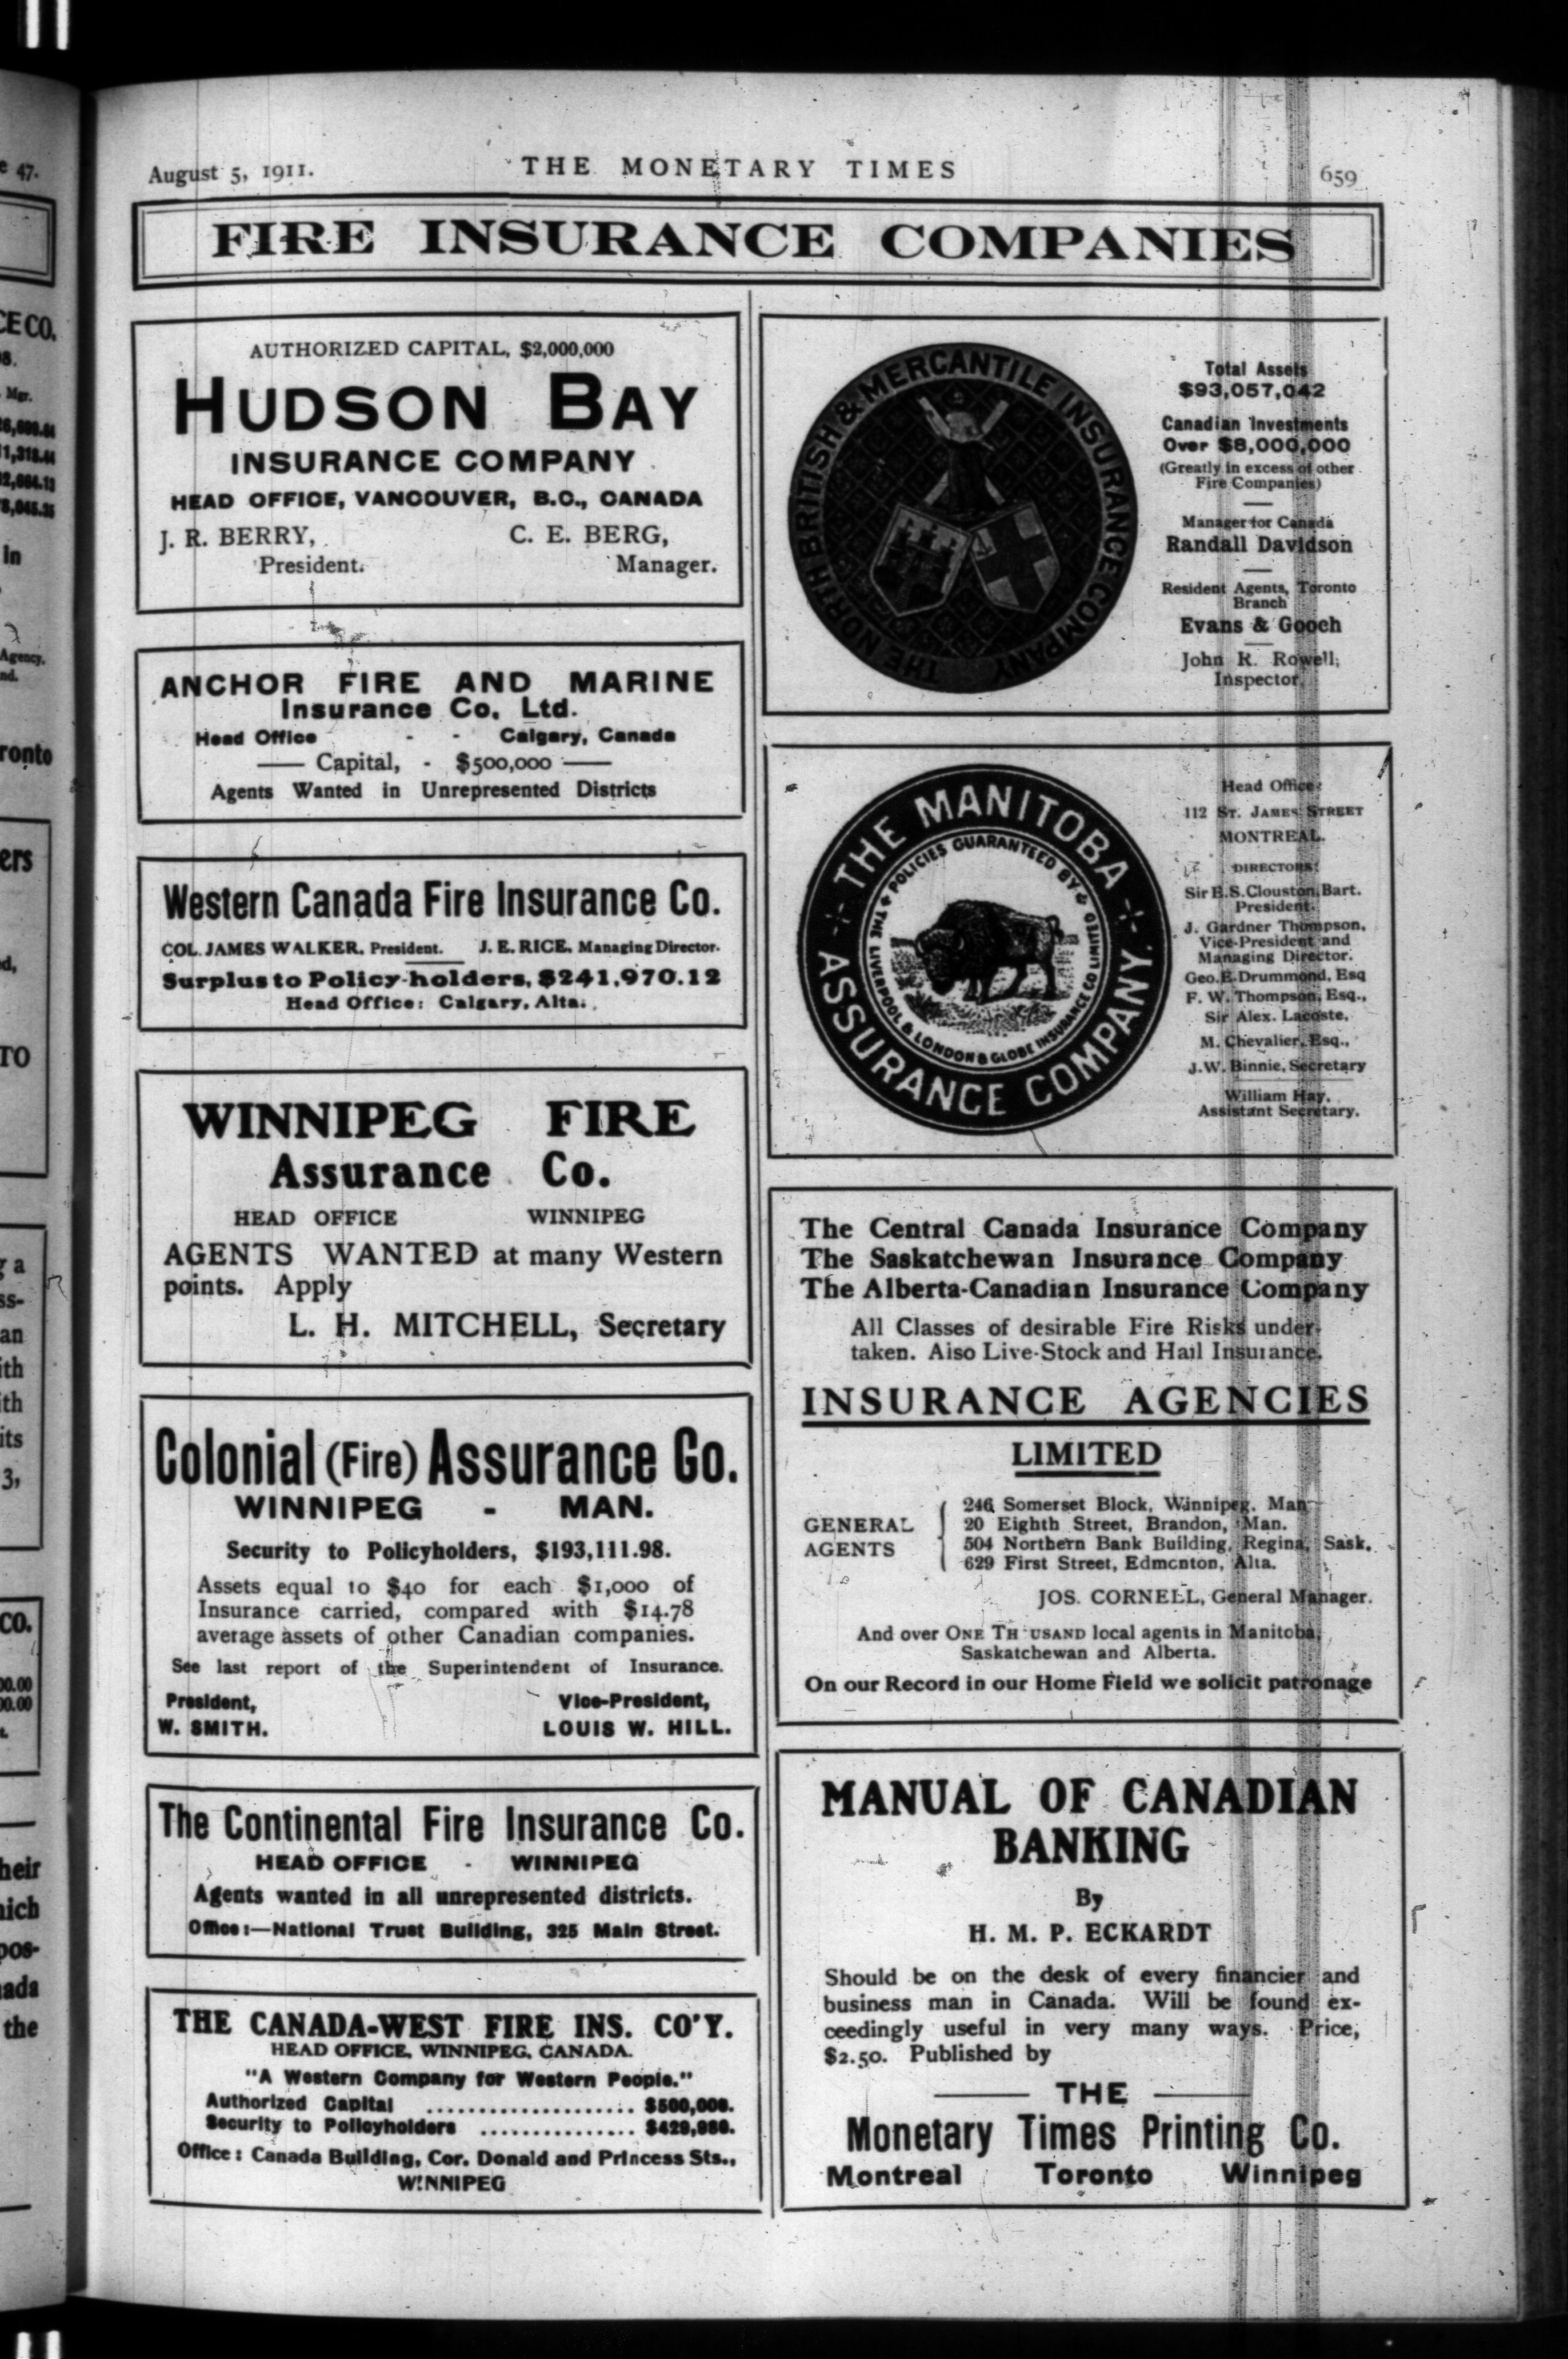 August 5, 1911.
THE MONETARY TIMES
659
FIRE INSURANCE COMPANIES
AUTHORIZED CAPITAL, $2,000,000
HUDSON BAY
INSURANCE COMPANY
HEAD OFFICE, VANCOUVER, B.C., CANADA
J. R. BERRY, C. E. BERG,
President. Manager.
ANCHOR FIRE AND MARINE
Insurance Co. Ltd.
Head Office - - Calgary, Canada
Capital, - $500,000
Agents Wanted in Unrepresented Districts
Western Canada Fire Insurance Co.
COL. JAMES WALKER, President. J. E. RICE, Managing Director.
Surplus to Policy-holders, $241,970.12
Head Office: Calgary, Alta.
WINNIPEG FIRE
Assurance Co.
HEAD OFFICE WINNIPEG
AGENTS WANTED at many Western
points. Apply
L. H. MITCHELL, Secretary
Colonial (Fire) Assurance Co.
WINNIPEG - MAN.
Security to Policyholders, $193,111.98.
Assets equal to $40 for each $1,000 of
Insurance carried, compared with $14.78
average assets of other Canadian companies.
See last report of the Superintendent of Insurance.
President, Vice-President,
W. SMITH. LOUIS W. HILL.
The Continental Fire Insurance Co.
HEAD OFFICE - WINNIPEG
Agents wanted in all unrepresented districts.
Office:—National Trust Building, 325 Main Street.
THE CANADA-WEST FIRE INS. CO'Y.
HEAD OFFICE, WINNIPEG, CANADA.
"A Western Company for Western People."
Authorized Capital .................... $500,000.
Security to Policyholders ...............
Office: Canada Building, Cor. Donald and Princess Sts.,
WINNIPEG
THE NORTH BRITISH & MERCANTILE INSURANCE COMPANY
Total Assets
$93,057,042
Canadian Investments
Over $8,000,000
(Greatly in excess of other
Fire Companies)
Manager for Canada
Randall Davidson
Resident Agents, Toronto
Branch
Evans & Gooch
John R. Rowell,
Inspector.
THE MANITOBA
ASSURANCE COMPANY
POLICIES GUARANTEED BY
THE LIVERPOOL & LONDON & GLOBE INSURANCE CO LIMITED
Head Office:
112 ST. JAMES STREET
MONTREAL.
DIRECTORS:
Sir E.S. Clouston, Bart.
President.
J. Gardner Thompson,
Vice-President and
Managing Director.
Geo. E. Drummond, Esq
F. W. Thompson, Esq.,
Sir Alex. Lacoste,
M. Chevalier, Esq.,
J.W. Binnie, Secretary
William Hay,
Assistant Secretary.
The Central Canada Insurance Company
The Saskatchewan Insurance Company
The Alberta-Canadian Insurance Company
All Classes of desirable Fire Risks under-
taken. Also Live-Stock and Hail Insurance.
INSURANCE AGENCIES
LIMITED
GENERAL
AGENTS
246 Somerset Block, Winnipeg, Man.
20 Eighth Street, Brandon, Man.
504 Northern Bank Building, Regina, Sask.
629 First Street, Edmonton, Alta.
JOS. CORNELL, General Manager.
And over ONE THOUSAND local agents in Manitoba,
Saskatchewan and Alberta.
On our Record in our Home Field we solicit patronage
MANUAL OF CANADIAN
BANKING
By
H. M. P. ECKARDT
Should be on the desk of every financier and
business man in Canada. Will be found ex-
ceedingly useful in very many ways. Price,
$2.50. Published by
THE
Monetary Times Printing Co.
Montreal Toronto Winnipeg